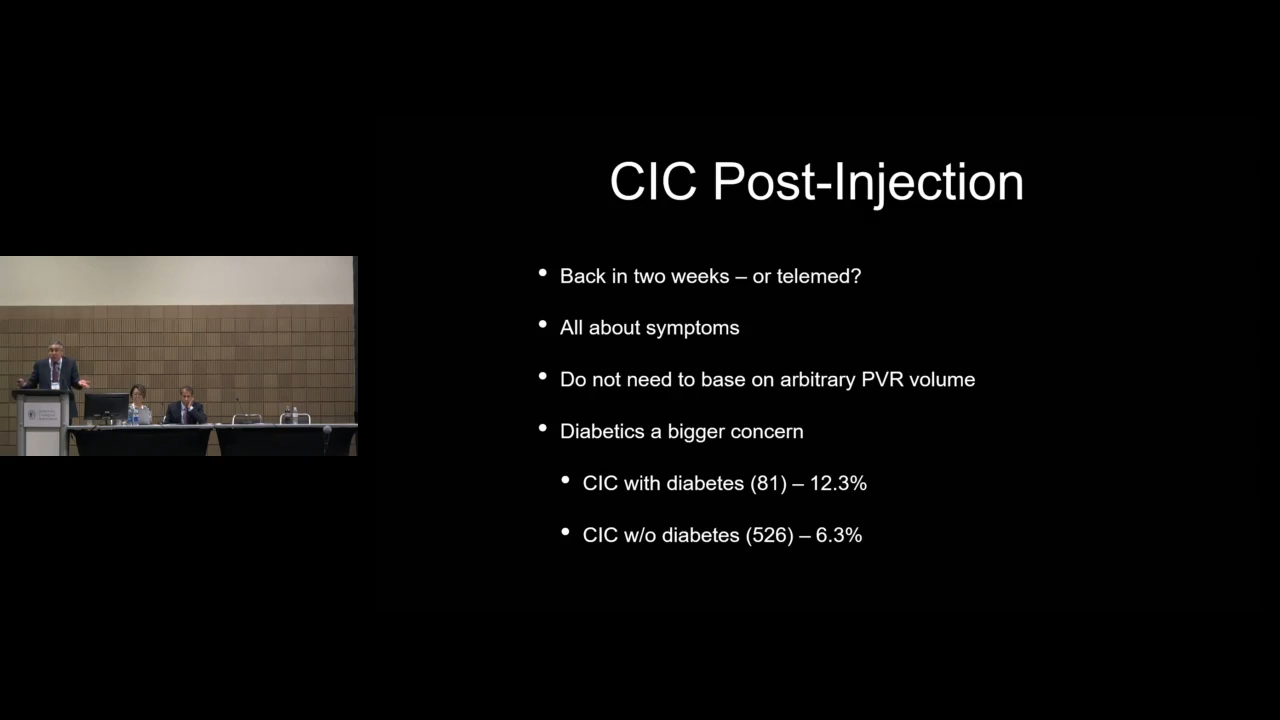 CIC Post-Injection
• Back in two weeks – or telemed?
• All about symptoms
• Do not need to base on arbitrary PVR volume
• Diabetics a bigger concern
• CIC with diabetes (81) – 12.3%
• CIC w/o diabetes (526) – 6.3%